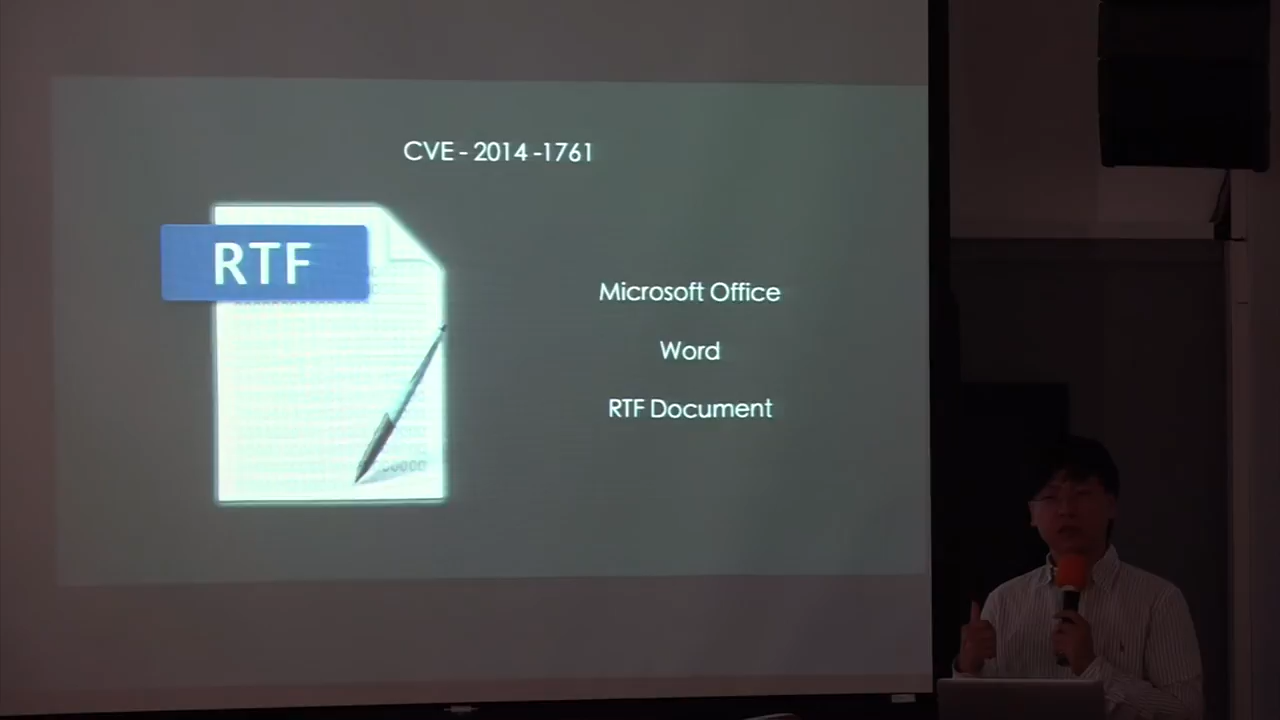 CVE - 2014 -1761
RTF
Microsoft Office
Word
RTF Document